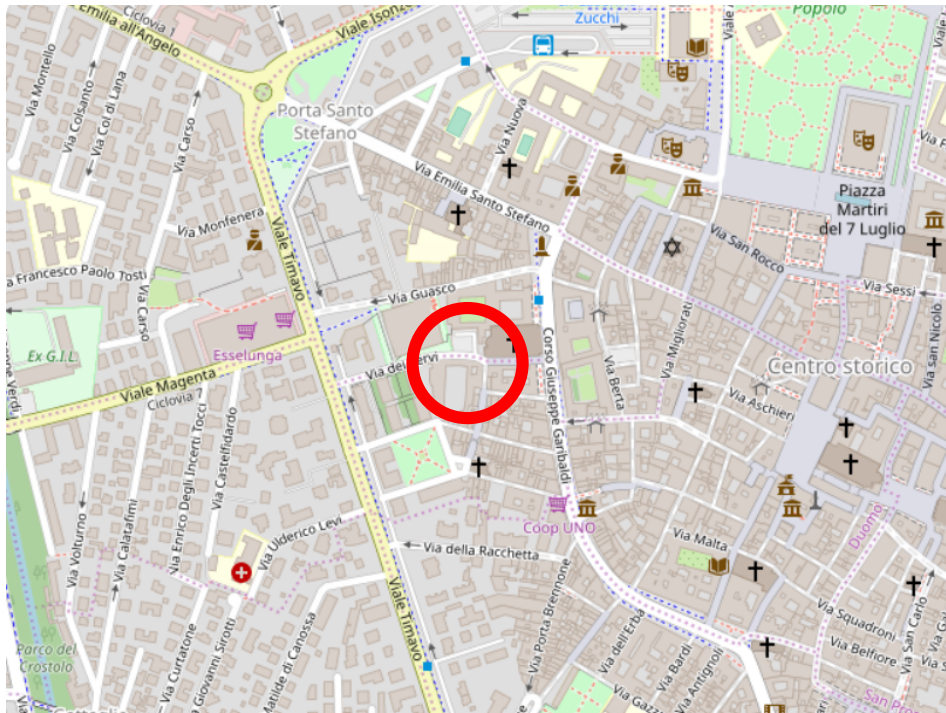 Ciclovia 1
Viale Isonzo
Zucchi
Popolo
Emilia all'Angelo
Viale
Via Montello
Via Colsanto
Via Col di Lana
Via Carso
Porta Santo
Stefano
Via Nuova
Via Emilia Santo Stefano
Via Monfenera
Piazza
Martiri
del 7 Luglio
Viale Timavo
Via San Rocco
Francesco Paolo Tosti
Via Carso
Via Guasco
Via Sessi
Via san Nicolò
Ex G.I.L.
Esselunga
Via dei Servi
Corso Giuseppe Garibaldi
Via Migliorati
Via Berta
Centro storico
Verdi
Viale Magenta
Ciclovia 1
Via Aschieri
Via Castelfidardo
Via Enrico Degli Incerti Tocci
Via Calatafimi
Via Volturno
Via Ulderico Levi
Coop UNO
Via Malta
Duomo
Via della Racchetta
Via Porta Brennone
Viale Timavo
Via Squadroni
Via San Carlo
Via Belfiore
Via dell'Erba
Via Bardi
Via Antignoli
Via Curtatone
Via Giovanni Sirotti
Matilde di Canossa
Parco del
Crostolo
Via Gazz
San Pro